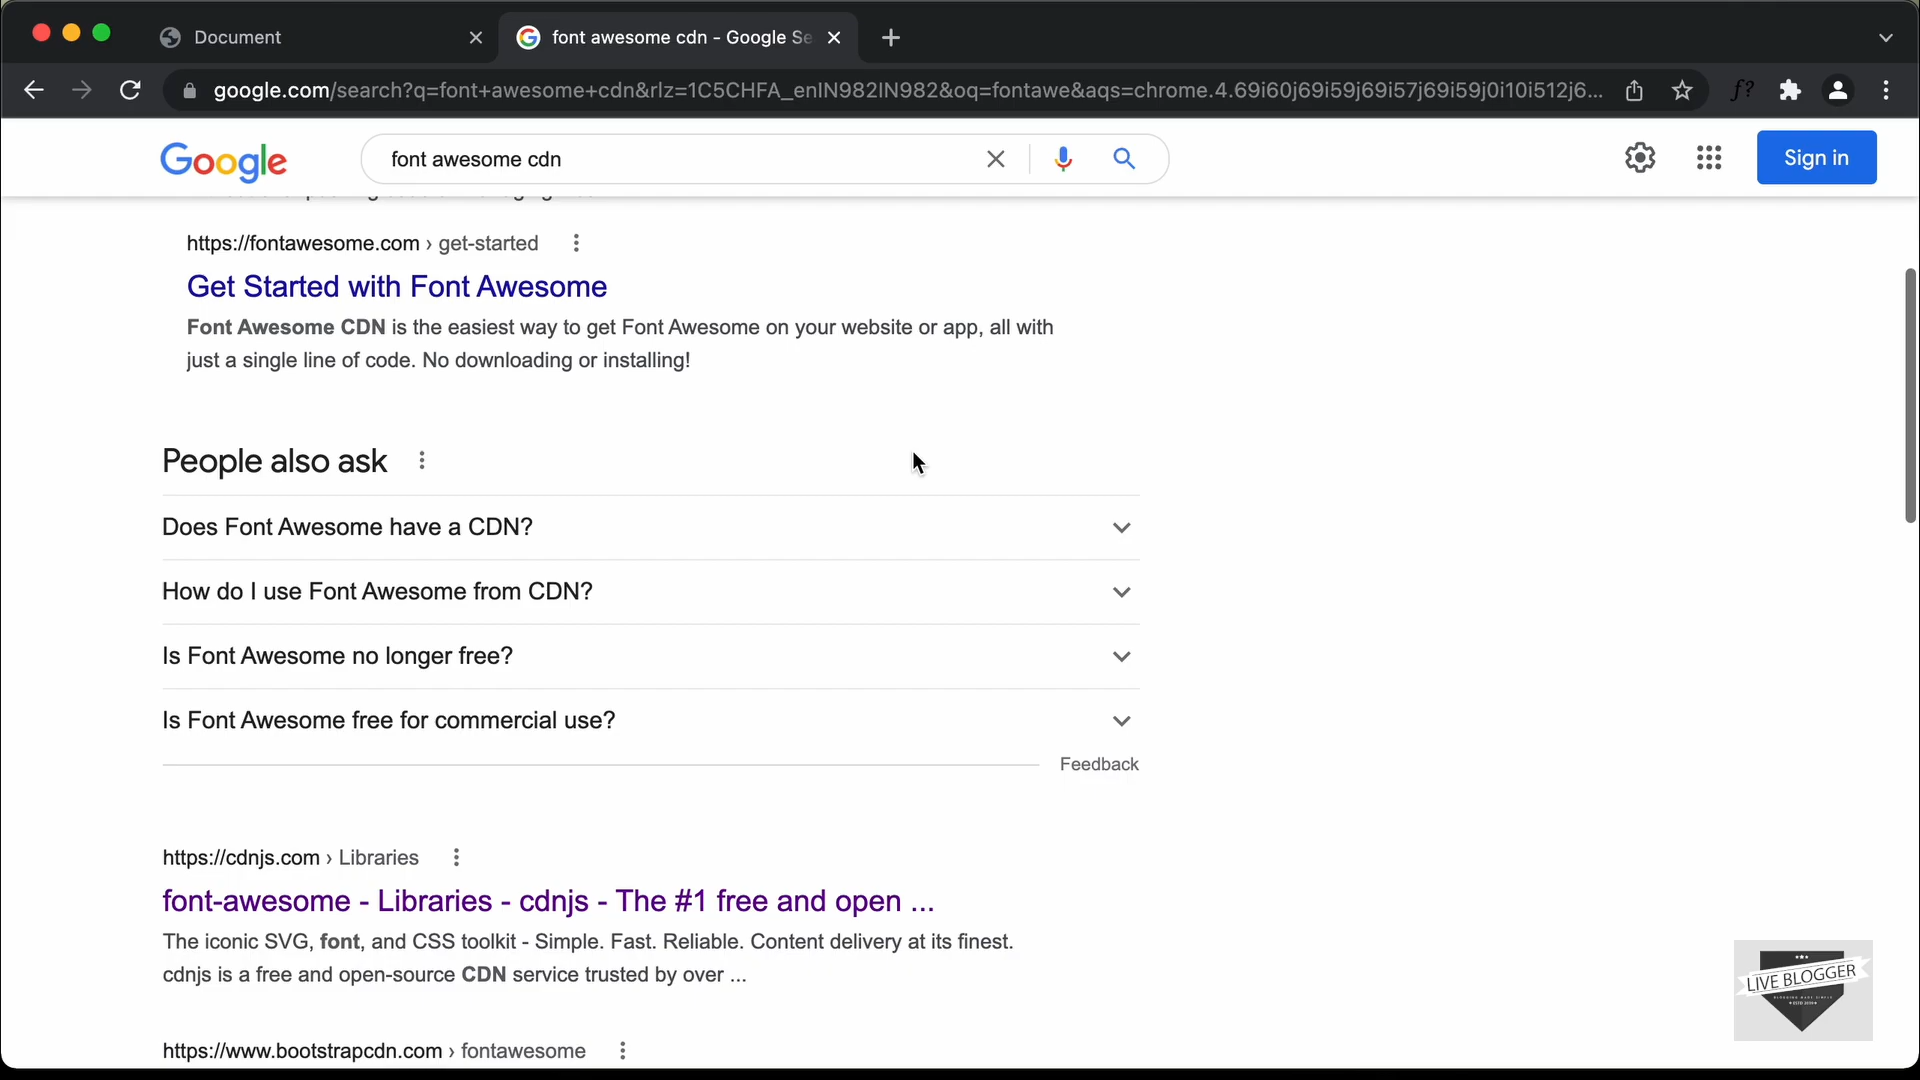 Document
font awesome cdn - Google Se
google.com/search?q=font+awesome+cdn&rlz=1C5CHFA_enIN982IN982&oq=fontawe&aqs=chrome.4.69i60j69i59j69i57j69i59j0i10i512j6...
f?
Google
font awesome cdn
Sign in
https://fontawesome.com › get-started
Get Started with Font Awesome
Font Awesome CDN is the easiest way to get Font Awesome on your website or app, all with
just a single line of code. No downloading or installing!
People also ask
Does Font Awesome have a CDN?
How do I use Font Awesome from CDN?
Is Font Awesome no longer free?
Is Font Awesome free for commercial use?
Feedback
https://cdnjs.com › Libraries
font-awesome - Libraries - cdnjs - The #1 free and open ...
The iconic SVG, font, and CSS toolkit - Simple. Fast. Reliable. Content delivery at its finest.
cdnjs is a free and open-source CDN service trusted by over ...
LIVE BLOGGER
https://www.bootstrapcdn.com › fontawesome